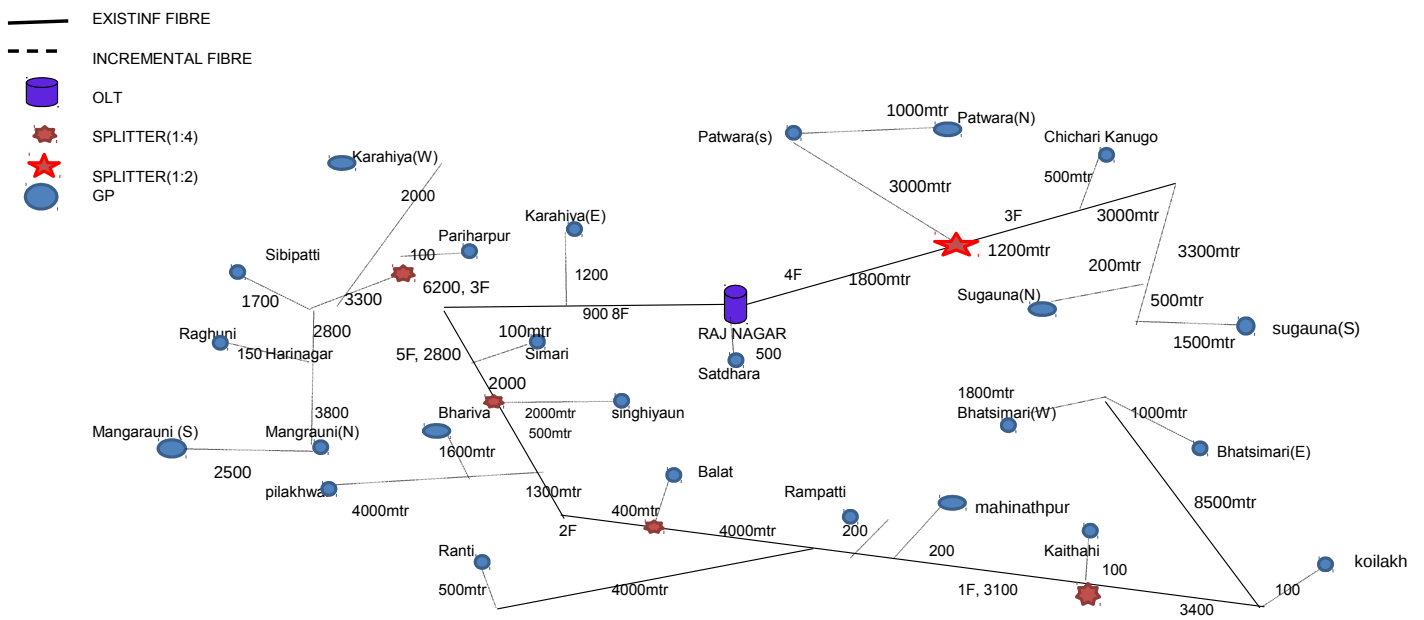 EXISTINF FIBRE
INCREMENTAL FIBRE
OLT
SPLITTER(1:4)
SPLITTER(1:2)
GP
1000mtr
Patwara(s)
Patwara(N)
Chichari Kanugo
Karahiya(W)
500mtr
3000mtr
2000
3F
3000mtr
Karahiya(E)
Pariharpur
100
Sibipatti
1200mtr
3300mtr
200mtr
4F
1800mtr
1200
6200, 3F
1700
3300
Sugauna(N)
500mtr
900 8F
sugauna(S)
1500mtr
Raghuni
2800
150 Harinagar
100mtr
Simari
5F, 2800
RAJ NAGAR
500
Satdhara
2000
1800mtr
Bhariva
2000mtr
singhiyaun
500mtr
Bhatsimari(W)
1000mtr
3800
Mangarauni (S)
Mangrauni(N)
1600mtr
Bhatsimari(E)
2500
Balat
pilakhwa
1300mtr
Rampatti
4000mtr
400mtr
mahinathpur
8500mtr
2F
4000mtr
200
200
Ranti
Kaithahi
koilakh
100
500mtr
4000mtr
1F, 3100
100
3400